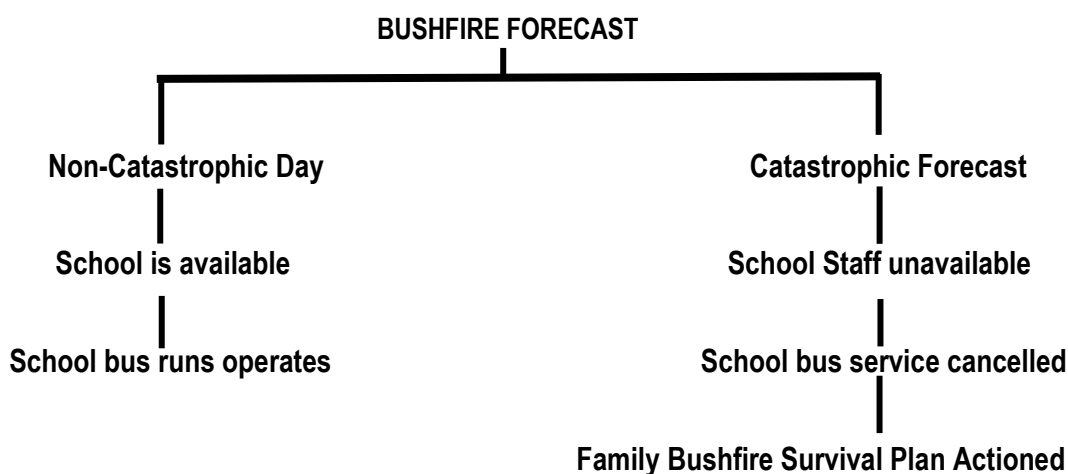 BUSHFIRE FORECAST
Non-Catastrophic Day
Catastrophic Forecast
School is available
School Staff unavailable
School bus runs operates
School bus service cancelled
Family Bushfire Survival Plan Actioned